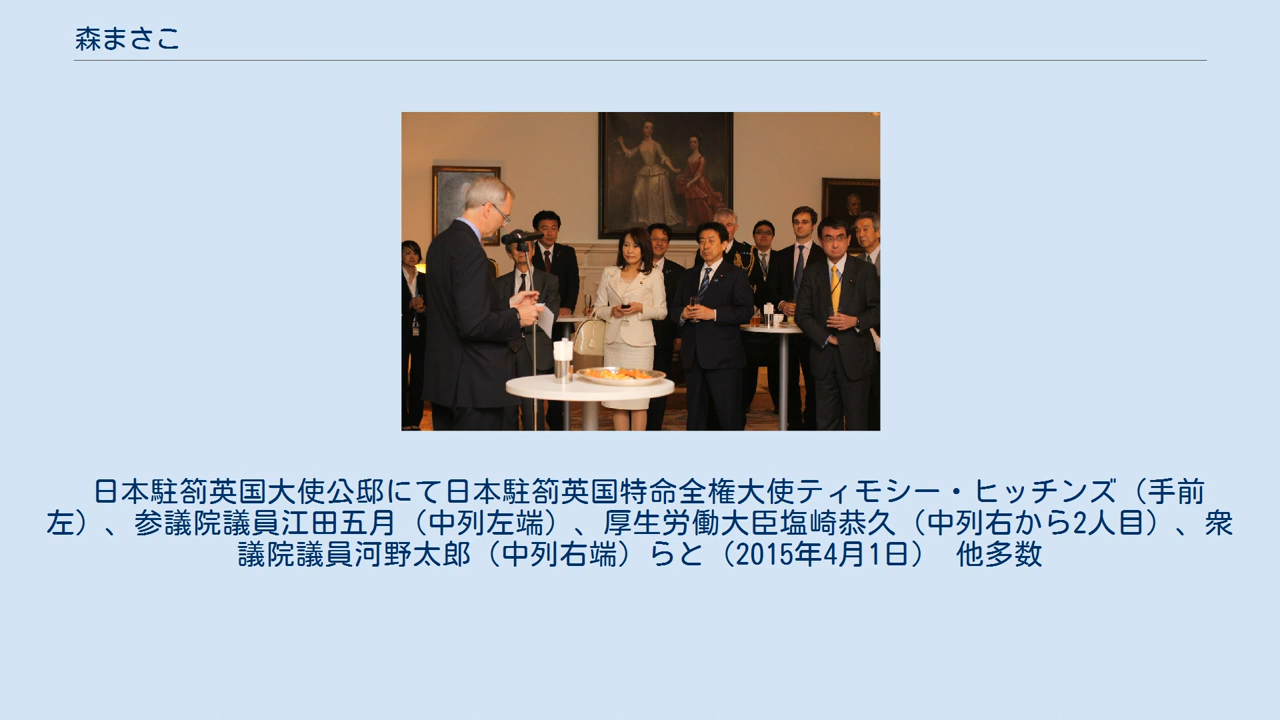 森まさこ
日本駐箚英国大使公邸にて日本駐箚英国特命全権大使ティモシー・ヒッチンズ（手前
左）、参議院議員江田五月（中列左端）、厚生労働大臣塩崎恭久（中列右から2人目）、衆
議院議員河野太郎（中列右端）らと（2015年4月1日） 他多数